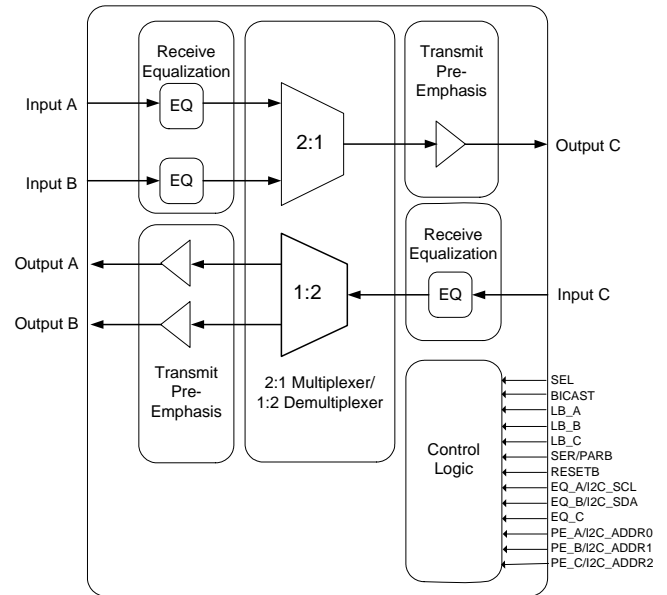 Receive
Equalization
Transmit
Pre-
Emphasis
Input A
EQ
2:1
Output C
Input B
EQ
Receive
Equalization
Output A
1:2
EQ
Input C
Output B
Transmit
Pre-
Emphasis
2:1 Multiplexer/
1:2 Demultiplexer
Control
Logic
SEL
BICAST
LB_A
LB_B
LB_C
SER/PARB
RESETB
EQ_A/I2C_SCL
EQ_B/I2C_SDA
EQ_C
PE_A/I2C_ADDR0
PE_B/I2C_ADDR1
PE_C/I2C_ADDR2